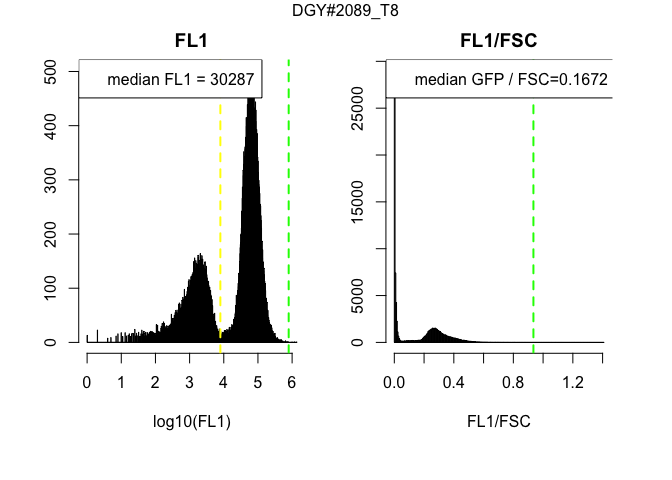 DGY#2089_T8
FL1
median FL1 = 30287
500
400
300
200
100
0
0 1 2 3 4 5 6
log10(FL1)
FL1/FSC
median GFP / FSC=0.1672
25000
15000
5000
0
0.0 0.4 0.8 1.2
FL1/FSC